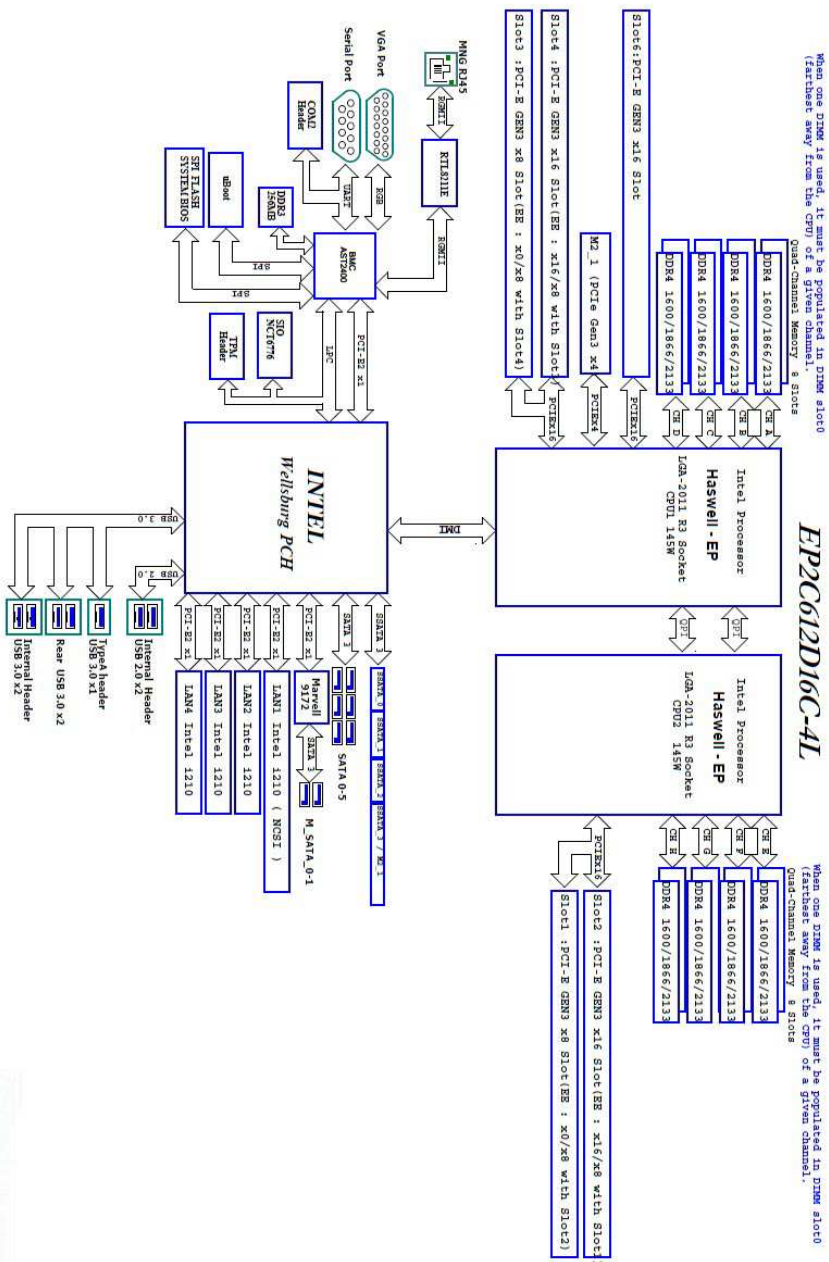 EP2C612D16C-4L
When one DIMM is used, it must be populated in DIMM slot0
(farthest away from the CPU) of a given channel.
Quad-Channel Memory 8 Slots
DDR4 1600/1866/2133
DDR4 1600/1866/2133
DDR4 1600/1866/2133
DDR4 1600/1866/2133
CH A
CH B
CH C
CH D
Intel Processor
Haswell - EP
LGA-2011 R3 Socket
CPU1 145W
QPI
QPI
Intel Processor
Haswell - EP
LGA-2011 R3 Socket
CPU2 145W
CH E
CH F
CH G
CH H
When one DIMM is used, it must be populated in DIMM slot0
(farthest away from the CPU) of a given channel.
Quad-Channel Memory 8 Slots
DDR4 1600/1866/2133
DDR4 1600/1866/2133
DDR4 1600/1866/2133
DDR4 1600/1866/2133
Slot6:PCI-E GEN3 x16 Slot
PCIEx16
M2_1 (PCIe Gen3 x4)
PCIEx4
Slot4 :PCI-E GEN3 x16 Slot(EE : x16/x8 with Slot
PCIEx16
Slot3 :PCI-E GEN3 x8 Slot(EE : x0/x8 with Slot4)
PCIEx16
Slot2 :PCI-E GEN3 x16 Slot(EE : x16/x8 with Slot1
Slot1 :PCI-E GEN3 x8 Slot(EE : x0/x8 with Slot2)
DMI
MNG RJ45
RGMII
RTL8211E
RGMII
VGA Port
RGB
Serial Port
UART
COM2
Header
DDR3
256MB
BMC
AST2400
uBoot
SPI
SPI FLASH
SYSTEM BIOS
SPI
PCI-E2 x1
LPC
SIO
NCT6776
TPM
Header
INTEL
Wellsburg PCH
SSATA 3
SSATA_0
SSATA_1
SSATA_2
SSATA_3 / M2_1
SATA 3
SATA 0-5
PCI-E2 x1
Marvell
9172
SATA 3
M_SATA_0-1
PCI-E2 x1
LAN1 Intel i210 ( NCSI )
PCI-E2 x1
LAN2 Intel i210
PCI-E2 x1
LAN3 Intel i210
PCI-E2 x1
LAN4 Intel i210
USB 2.0
Internal Header
USB 2.0 x2
USB 3.0
TypeA header
USB 3.0 x1
Rear USB 3.0 x2
Internal Header
USB 3.0 x2